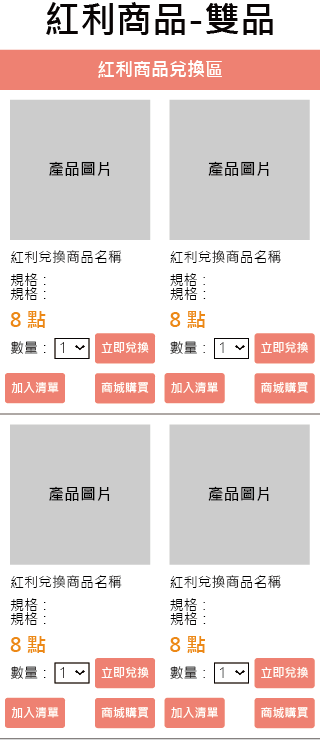 紅利商品-雙品
紅利商品兌換區
產品圖片 產品圖片
紅利兌換商品名稱 紅利兌換商品名稱
規格： 規格：
規格： 規格：
8 點 8 點
數量： 1 立即兌換 數量： 1 立即兌換
加入清單 商城購買 加入清單 商城購買
產品圖片 產品圖片
紅利兌換商品名稱 紅利兌換商品名稱
規格： 規格：
規格： 規格：
8 點 8 點
數量： 1 立即兌換 數量： 1 立即兌換
加入清單 商城購買 加入清單 商城購買